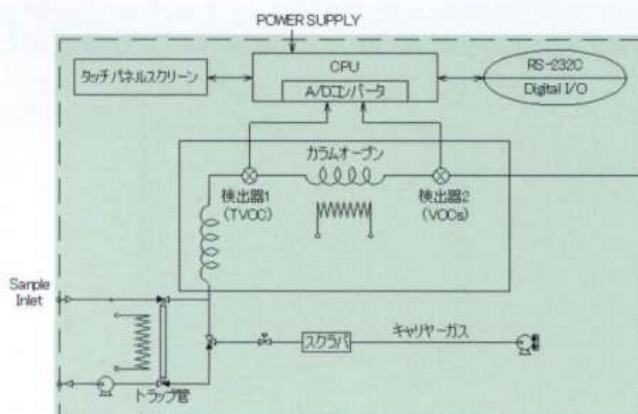 POWER SUPPLY
CPU
タッチパネルスクリーン
A/Dコンバータ
RS-232C
Digital I/O
カラムオーブン
検出器1
(TVOC)
検出器2
(VOCs)
Sanple
Inlet
スクラバ
キャリヤーガス
トラップ管